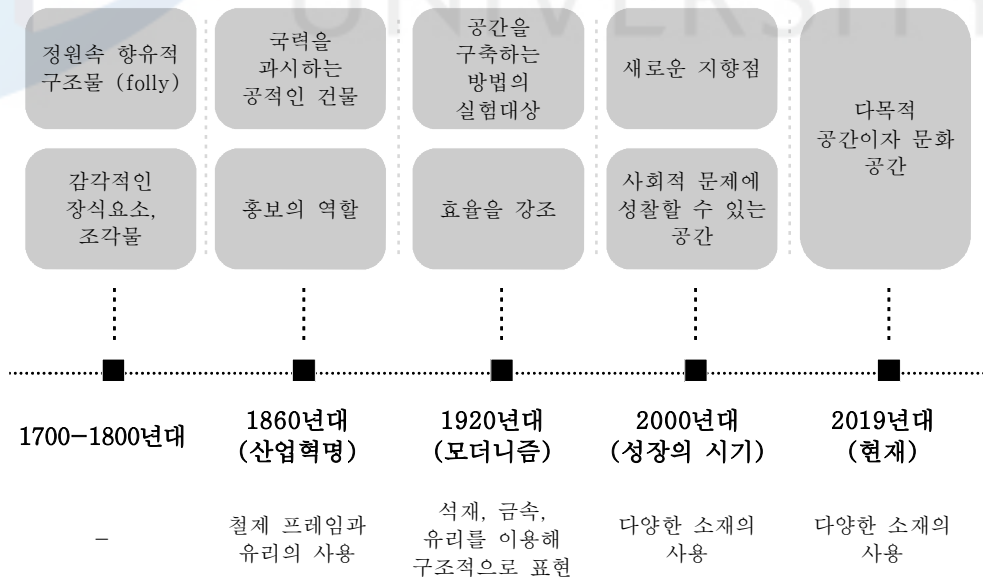 UNIVERSITY
정원속 향유적
구조물 (folly)
국력을
과시하는
공적인 건물
공간을
구축하는
방법의
실험대상
새로운 지향점
다목적
공간이자 문화
공간
감각적인
장식요소,
조각물
홍보의 역할
효율을 강조
사회적 문제에
성찰할 수 있는
공간
1700-1800년대
1860년대
(산업혁명)
1920년대
(모더니즘)
2000년대
(성장의 시기)
2019년대
(현재)
–
철제 프레임과
유리의 사용
석재, 금속,
유리를 이용해
구조적으로 표현
다양한 소재의
사용
다양한 소재의
사용